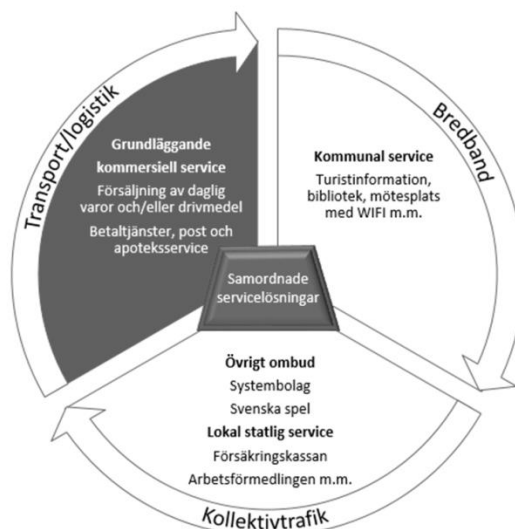 Transport/logistik
Grundläggande
kommersiell service
Försäljning av daglig
varor och/eller drivmedel
Betaltjänster, post och
apoteksservice
Bredband
Kommunal service
Turistinformation,
bibliotek, mötesplats
med WIFI m.m.
Samordnade
servicelösningar
Övrigt ombud
Systembolag
Svenska spel
Lokal statlig service
Försäkringskassan
Arbetsförmedlingen m.m.
Kollektivtrafik